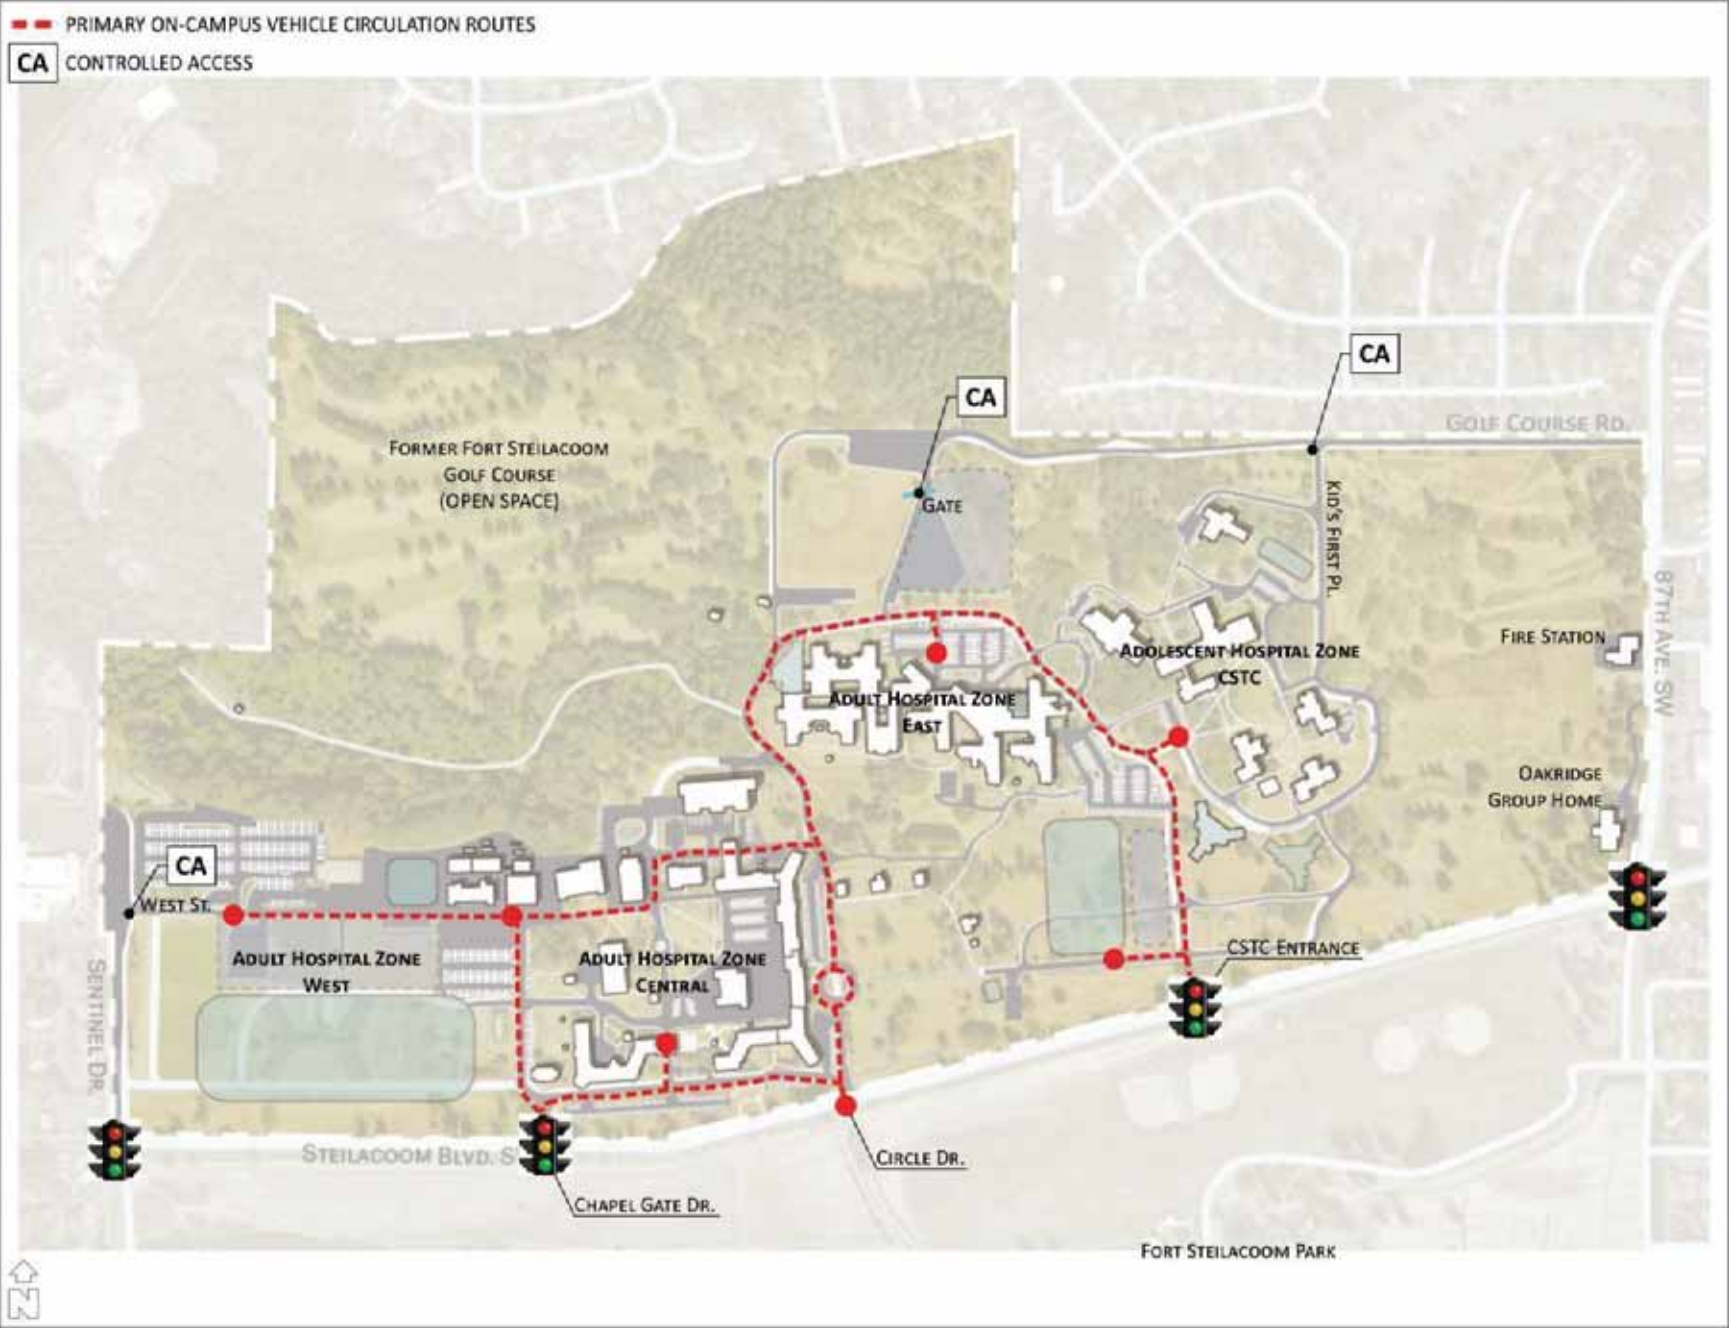 PRIMARY ON-CAMPUS VEHICLE CIRCULATION ROUTES
CA CONTROLLED ACCESS
CA
CA
GOLF COURSE RD.
FORMER FORT STEILACOOM
GOLF COURSE
(OPEN SPACE)
GATE
KID'S FIRST PL.
87TH AVE. SW
FIRE STATION
ADOLESCENT HOSPITAL ZONE
CSTC
ADULT HOSPITAL ZONE
EAST
OAKRIDGE
GROUP HOME
CA
WEST ST.
ADULT HOSPITAL ZONE
WEST
ADULT HOSPITAL ZONE
CENTRAL
CSTC ENTRANCE
SENTINEL DR.
STEILACOOM BLVD. S
CIRCLE DR.
CHAPEL GATE DR.
FORT STEILACOOM PARK
N